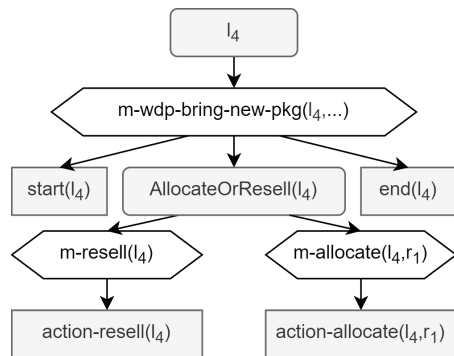 l₄
m-wdp-bring-new-pkg(l₄,...)
start(l₄)
AllocateOrResell(l₄)
end(l₄)
m-resell(l₄)
m-allocate(l₄,r₁)
action-resell(l₄)
action-allocate(l₄,r₁)